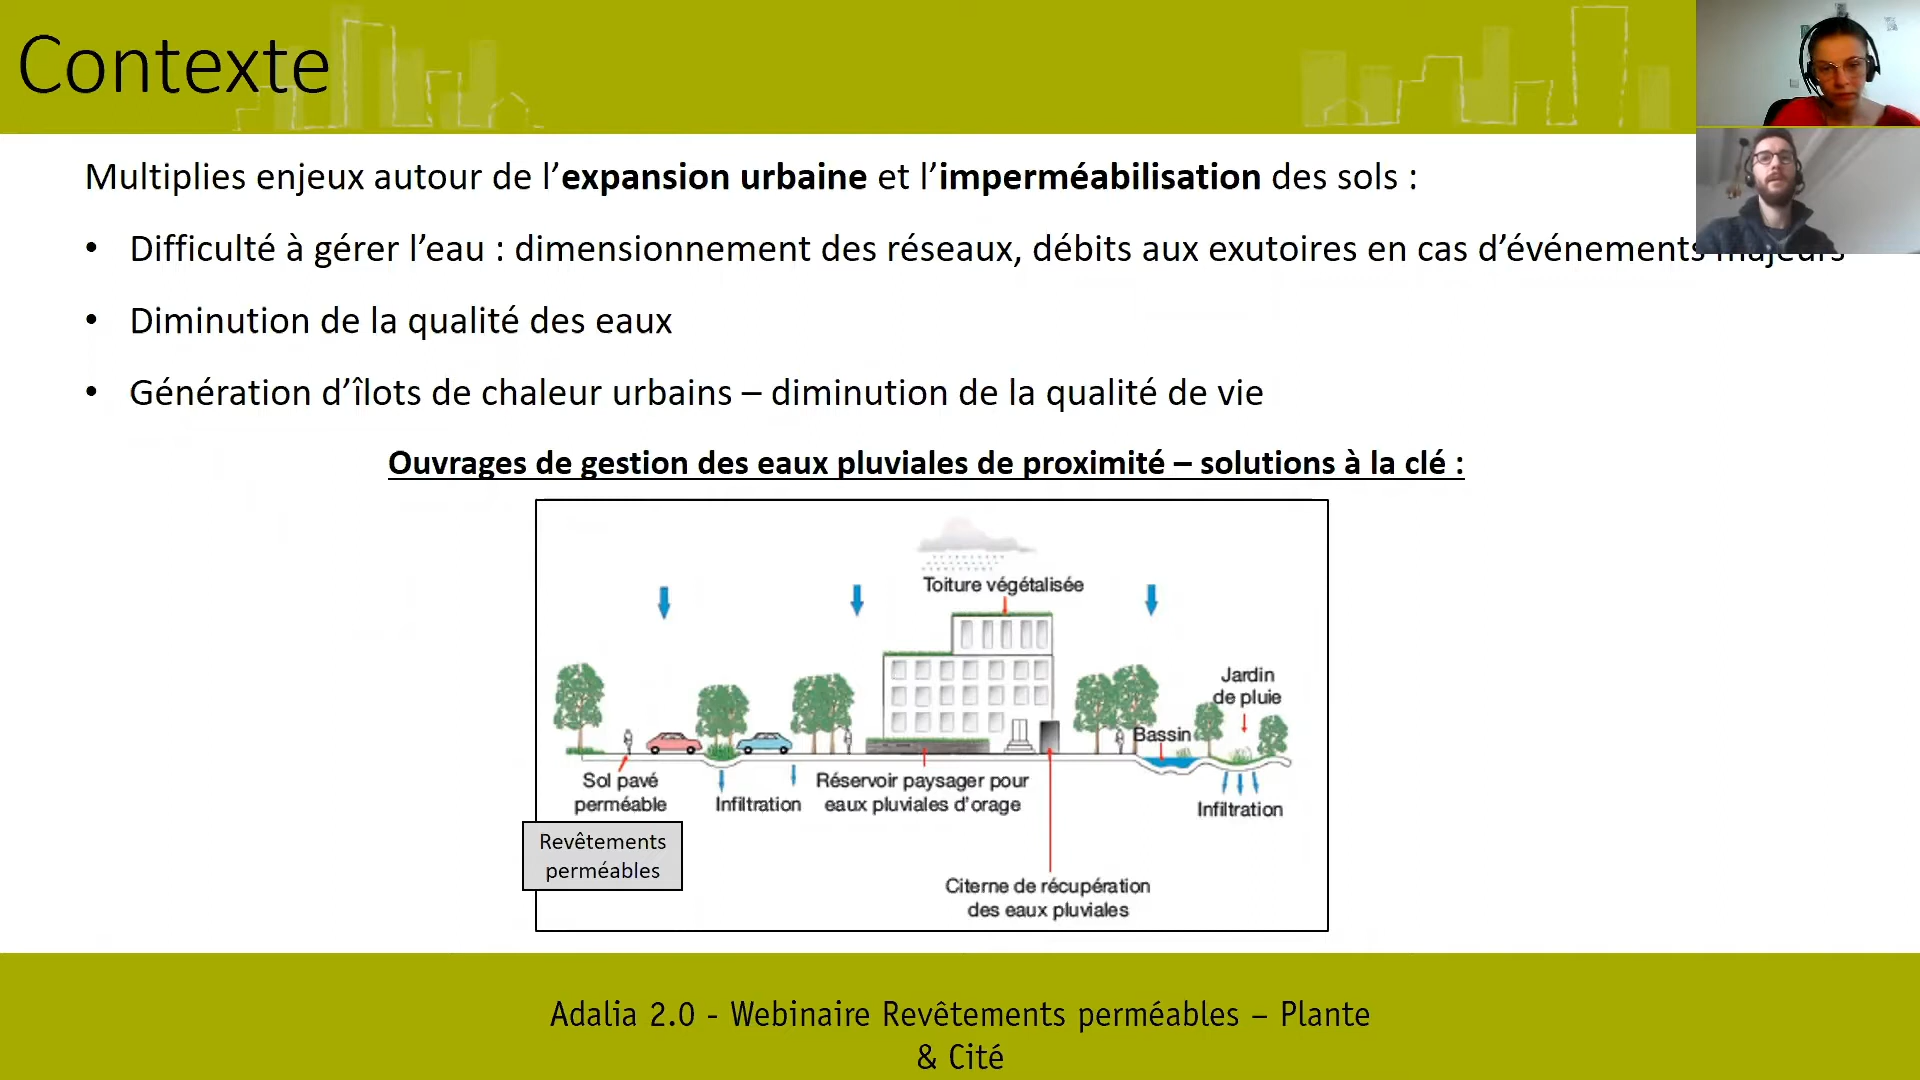 Contexte
Multiplies enjeux autour de l’expansion urbaine et l’imperméabilisation des sols :
• Difficulté à gérer l’eau : dimensionnement des réseaux, débits aux exutoires en cas d’événements majeurs
• Diminution de la qualité des eaux
• Génération d’îlots de chaleur urbains – diminution de la qualité de vie
Ouvrages de gestion des eaux pluviales de proximité – solutions à la clé :
Toiture végétalisée
Jardin
de pluie
Bassin
Sol pavé
perméable
Infiltration
Réservoir paysager pour
eaux pluviales d’orage
Infiltration
Revêtements
perméables
Citerne de récupération
des eaux pluviales
Adalia 2.0 - Webinaire Revêtements perméables – Plante
& Cité